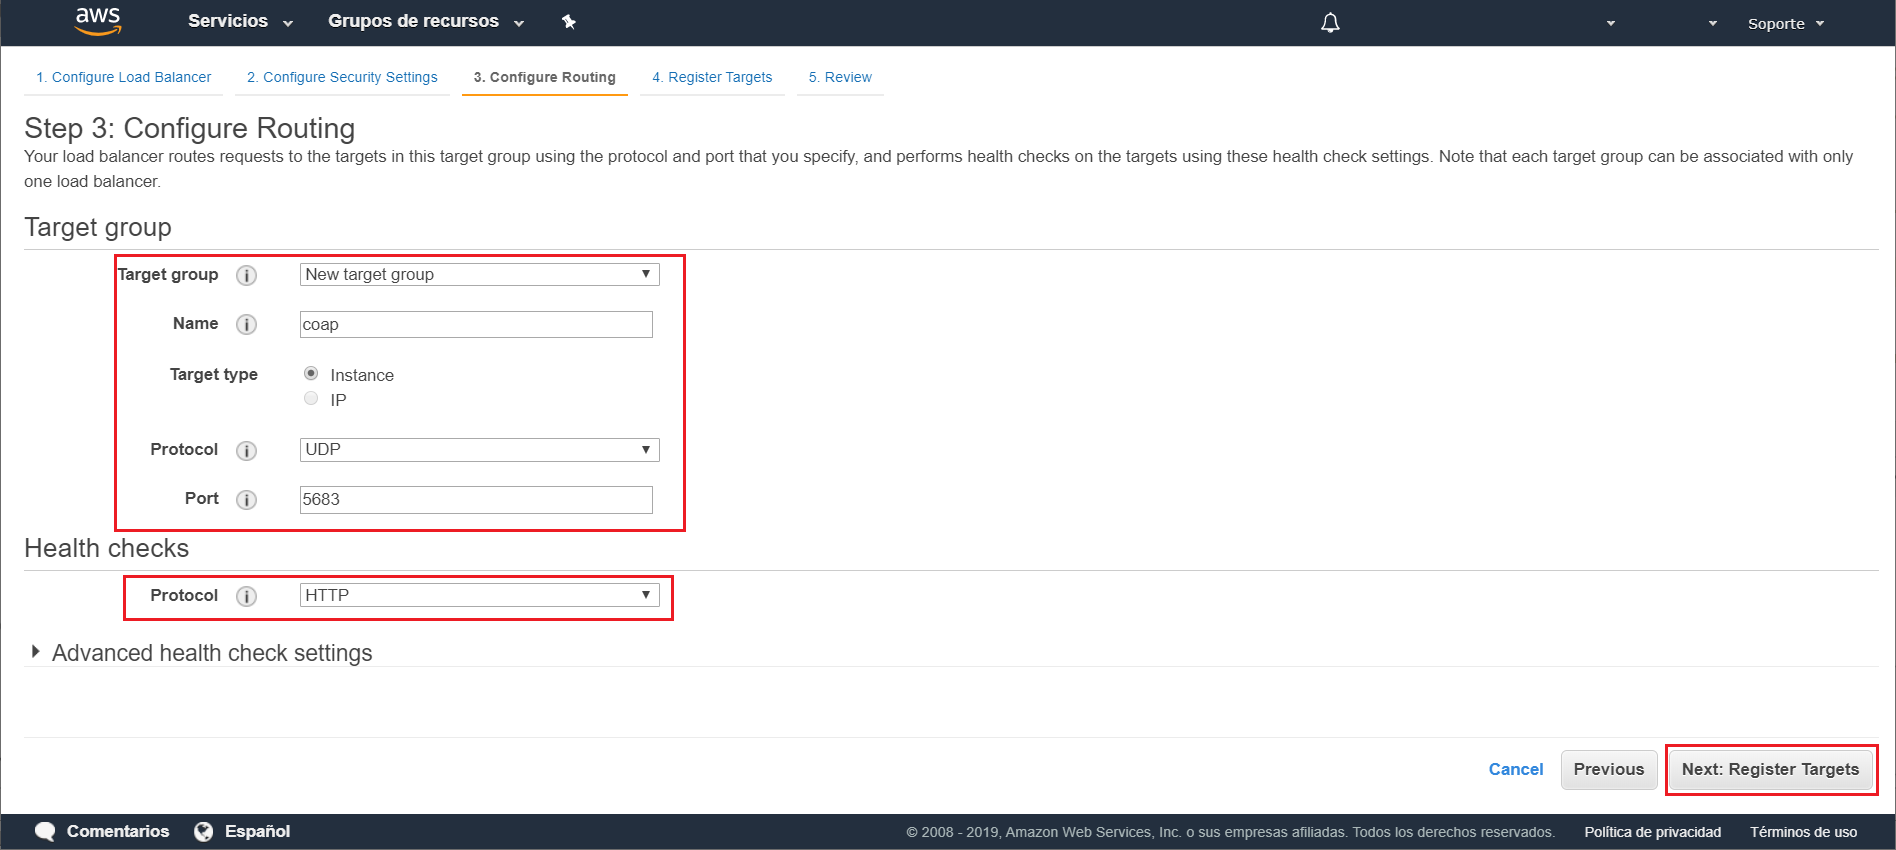 aws Servicios Grupos de recursos Soporte
1. Configure Load Balancer 2. Configure Security Settings 3. Configure Routing 4. Register Targets 5. Review
Step 3: Configure Routing
Your load balancer routes requests to the targets in this target group using the protocol and port that you specify, and performs health checks on the targets using these health check settings. Note that each target group can be associated with only
one load balancer.
Target group
Target group i New target group
Name i coap
Target type Instance
IP
Protocol i UDP
Port i 5683
Health checks
Protocol i HTTP
Advanced health check settings
Cancel Previous Next: Register Targets
Comentarios Español © 2008 - 2019, Amazon Web Services, Inc. o sus empresas afiliadas. Todos los derechos reservados. Política de privacidad Términos de uso